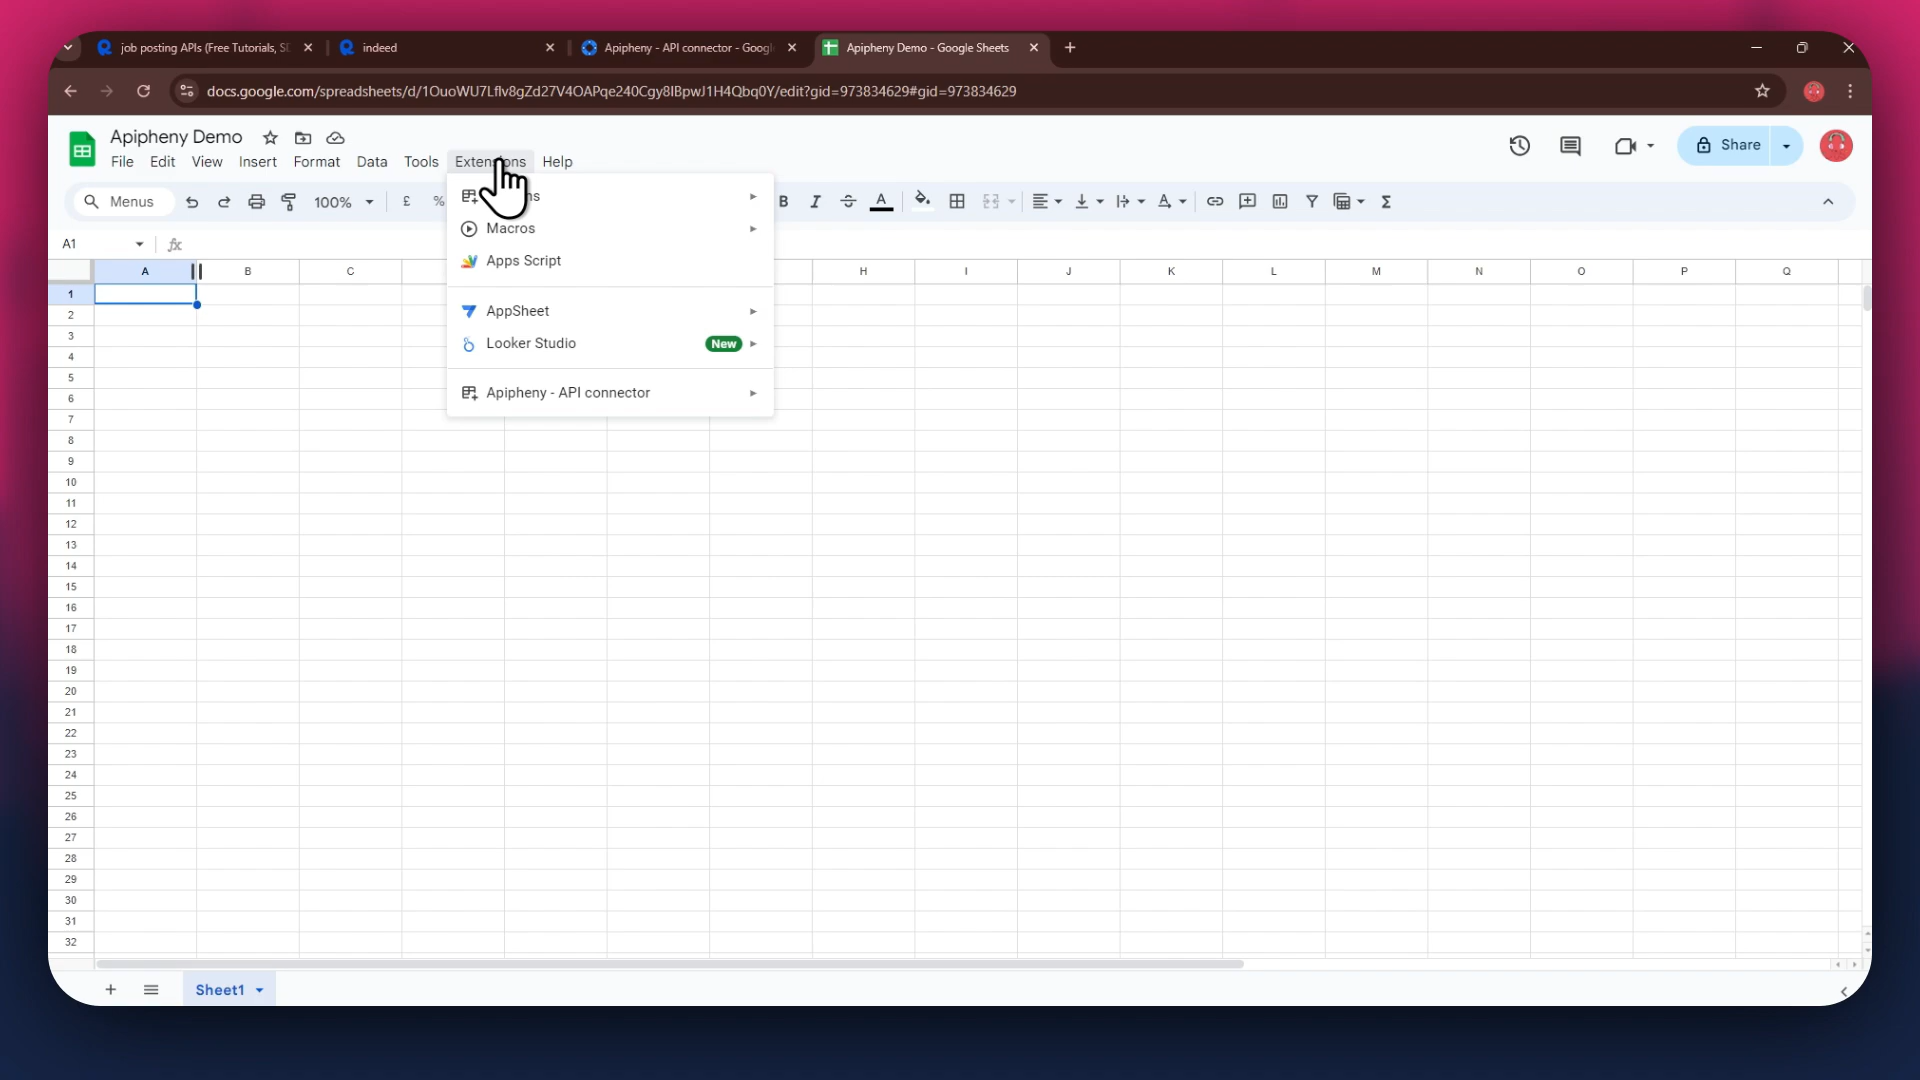 job posting APIs (Free Tutorials, S
indeed
Apipheny - API connector - Googl
Apipheny Demo - Google Sheets
docs.google.com/spreadsheets/d/1OuoWU7Lflv8gZd27V4OAPqe240Cgy8IBpwJ1H4Qbq0Y/edit?gid=973834629#gid=973834629
Apipheny Demo
File Edit View Insert Format Data Tools Extensions Help
Share
Menus
100%
£
%
B
I
A
Σ
Macros
Apps Script
AppSheet
Looker Studio
New
Apipheny - API connector
A1
fx
A B C H I J K L M N O P Q
1
2
3
4
5
6
7
8
9
10
11
12
13
14
15
16
17
18
19
20
21
22
23
24
25
26
27
28
29
30
31
32
Sheet1